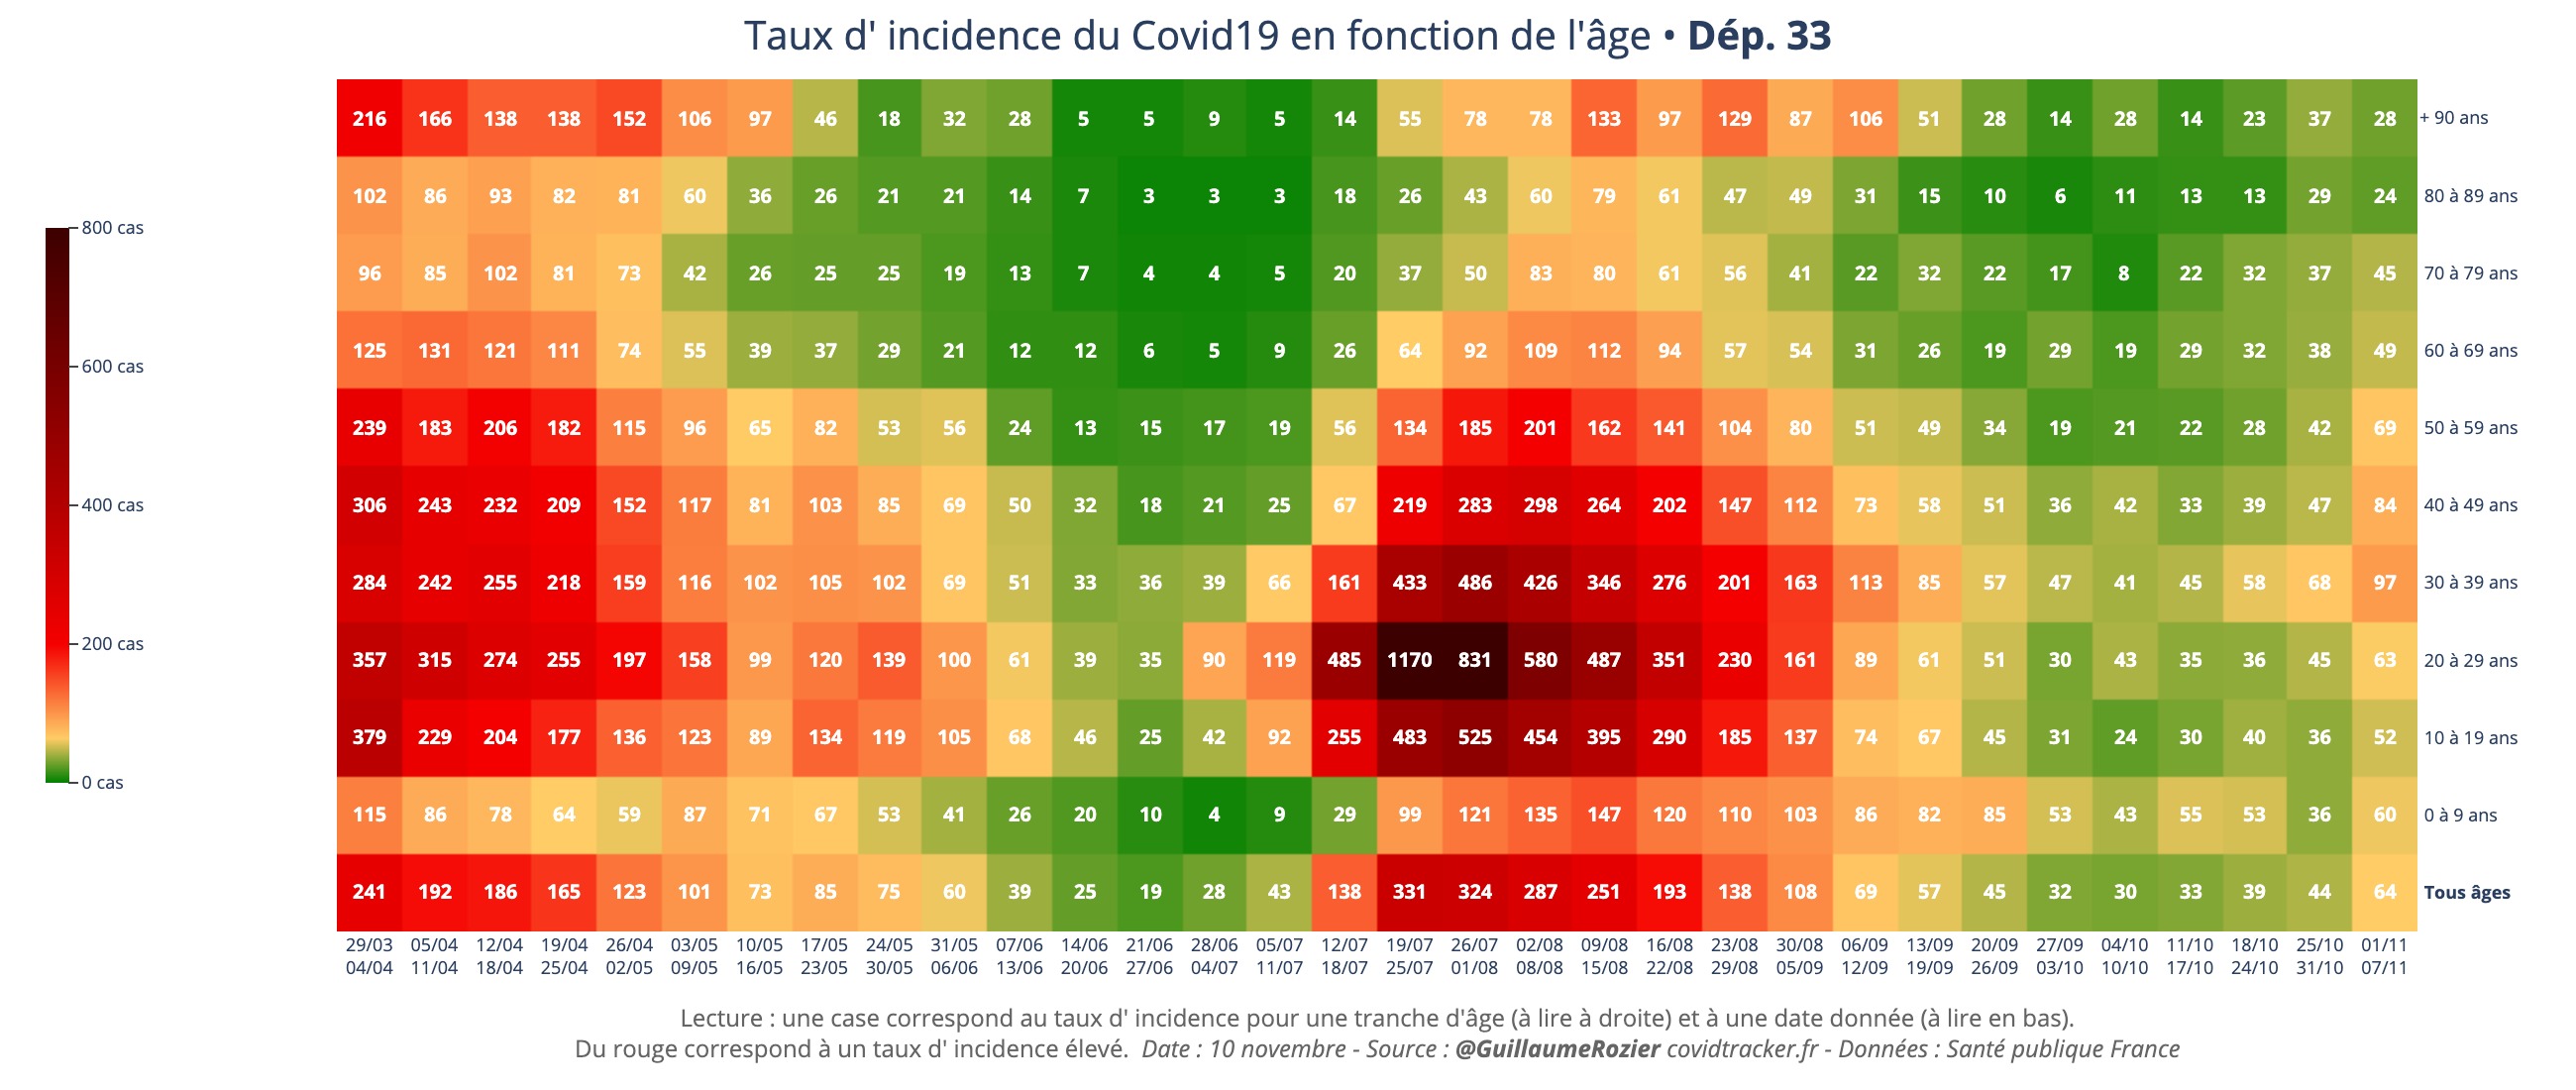 Taux d' incidence du Covid19 en fonction de l'âge • Dép. 33
800 cas
600 cas
400 cas
200 cas
0 cas
216 166 138 138 152 106 97 46 18 32 28 5 5 9 5 14 55 78 78 133 97 129 87 106 51 28 14 28 14 23 37 28 + 90 ans
102 86 93 82 81 60 36 26 21 21 14 7 3 3 3 18 26 43 60 79 61 47 49 31 15 10 6 11 13 13 29 24 80 à 89 ans
96 85 102 81 73 42 26 25 25 19 13 7 4 4 5 20 37 50 83 80 61 56 41 22 32 22 17 8 22 32 37 45 70 à 79 ans
125 131 121 111 74 55 39 37 29 21 12 12 6 5 9 26 64 92 109 112 94 57 54 31 26 19 29 19 29 32 38 49 60 à 69 ans
239 183 206 182 115 96 65 82 53 56 24 13 15 17 19 56 134 185 201 162 141 104 80 51 49 34 19 21 22 28 42 69 50 à 59 ans
306 243 232 209 152 117 81 103 85 69 50 32 18 21 25 67 219 283 298 264 202 147 112 73 58 51 36 42 33 39 47 84 40 à 49 ans
284 242 255 218 159 116 102 105 102 69 51 33 36 39 66 161 433 486 426 346 276 201 163 113 85 57 47 41 45 58 68 97 30 à 39 ans
357 315 274 255 197 158 99 120 139 100 61 39 35 90 119 485 1170 831 580 487 351 230 161 89 61 51 30 43 35 36 45 63 20 à 29 ans
379 229 204 177 136 123 89 134 119 105 68 46 25 42 92 255 483 525 454 395 290 185 137 74 67 45 31 24 30 40 36 52 10 à 19 ans
115 86 78 64 59 87 71 67 53 41 26 20 10 4 9 29 99 121 135 147 120 110 103 86 82 85 53 43 55 53 36 60 0 à 9 ans
241 192 186 165 123 101 73 85 75 60 39 25 19 28 43 138 331 324 287 251 193 138 108 69 57 45 32 30 33 39 44 64 Tous âges
29/03 05/04 12/04 19/04 26/04 03/05 10/05 17/05 24/05 31/05 07/06 14/06 21/06 28/06 05/07 12/07 19/07 26/07 02/08 09/08 16/08 23/08 30/08 06/09 13/09 20/09 27/09 04/10 11/10 18/10 25/10 01/11
04/04 11/04 18/04 25/04 02/05 09/05 16/05 23/05 30/05 06/06 13/06 20/06 27/06 04/07 11/07 18/07 25/07 01/08 08/08 15/08 22/08 29/08 05/09 12/09 19/09 26/09 03/10 10/10 17/10 24/10 31/10 07/11
Lecture : une case correspond au taux d' incidence pour une tranche d'âge (à lire à droite) et à une date donnée (à lire en bas).
Du rouge correspond à un taux d' incidence élevé. Date : 10 novembre - Source : @GuillaumeRozier covidtracker.fr - Données : Santé publique France